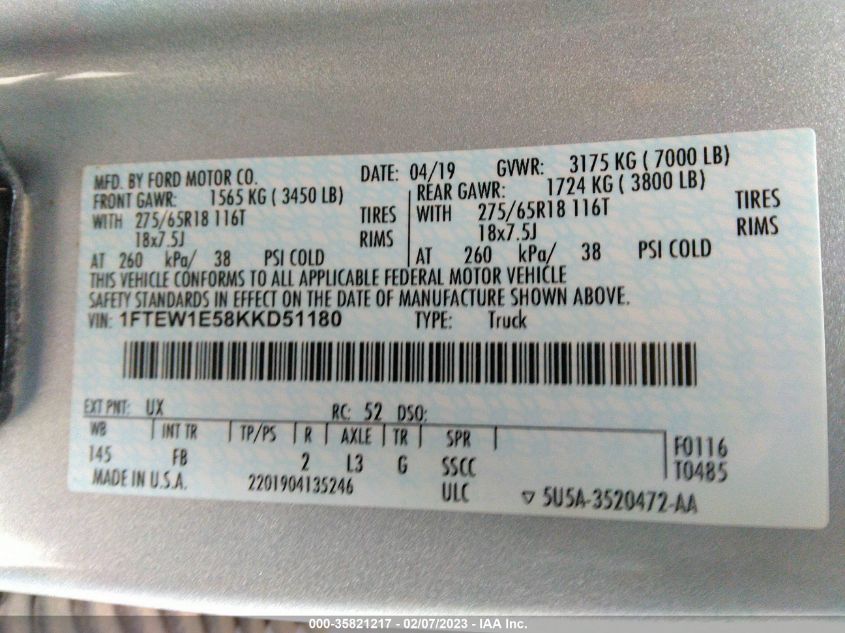 MFD. BY FORD MOTOR CO. DATE: 04/19 GVWR: 3175 KG ( 7000 LB)
FRONT GAWR: 1565 KG ( 3450 LB) REAR GAWR: 1724 KG ( 3800 LB)
WITH 275/65R18 116T TIRES WITH 275/65R18 116T TIRES
18x7.5J RIMS 18x7.5J RIMS
AT 260 kPa/ 38 PSI COLD AT 260 kPa/ 38 PSI COLD
THIS VEHICLE CONFORMS TO ALL APPLICABLE FEDERAL MOTOR VEHICLE
SAFETY STANDARDS IN EFFECT ON THE DATE OF MANUFACTURE SHOWN ABOVE.
VIN: 1FTEW1E58KKD51180 TYPE: Truck
EXT PNT: UX RC: 52 DSO:
WB INT TR TP/PS R AXLE TR SPR F0116
145 FB 2 L3 G SSCC T0485
MADE IN U.S.A. 2201904135246 ULC ▽ 5U5A-3520472-AA
000-35821217 - 02/07/2023 - IAA Inc.